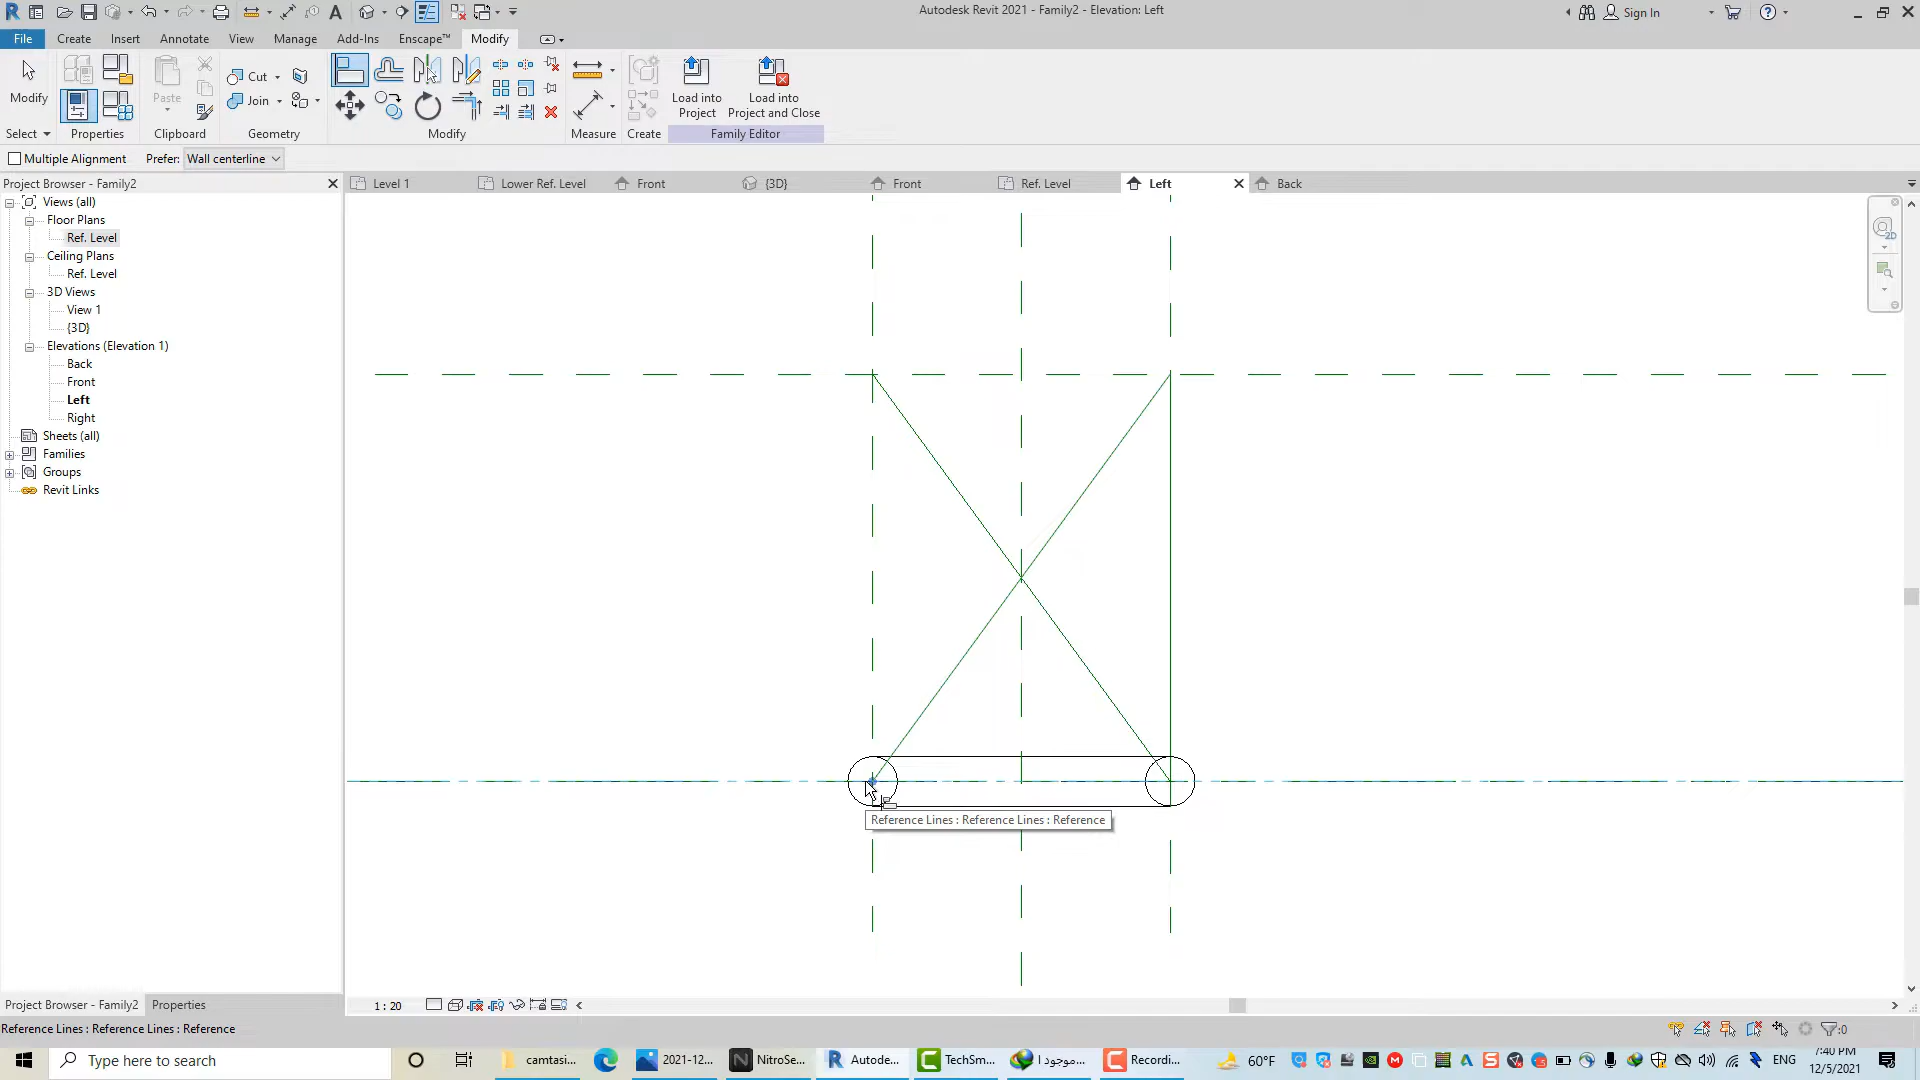 Autodesk Revit 2021 - Family2 - Elevation: Left
Sign In
File Create Insert Annotate View Manage Add-Ins Enscape™ Modify
Modify
Paste
Cut
Join
Load into Project
Load into Project and Close
Select Properties Clipboard Geometry Modify Measure Create Family Editor
Multiple Alignment Prefer: Wall centerline
Project Browser - Family2
Level 1 Lower Ref. Level Front {3D} Front Ref. Level Left Back
Views (all)
Floor Plans
Ref. Level
Ceiling Plans
Ref. Level
3D Views
View 1
{3D}
Elevations (Elevation 1)
Back
Front
Left
Right
Sheets (all)
Families
Groups
Revit Links
2D
Reference Lines : Reference Lines : Reference
Project Browser - Family2 Properties
1 : 20
Reference Lines : Reference Lines : Reference
:0
Type here to search
camtasi...
2021-12...
NitroSe...
Autode...
TechSm...
موجود ا...
Recordi...
60°F
ENG
7:40 PM
12/5/2021